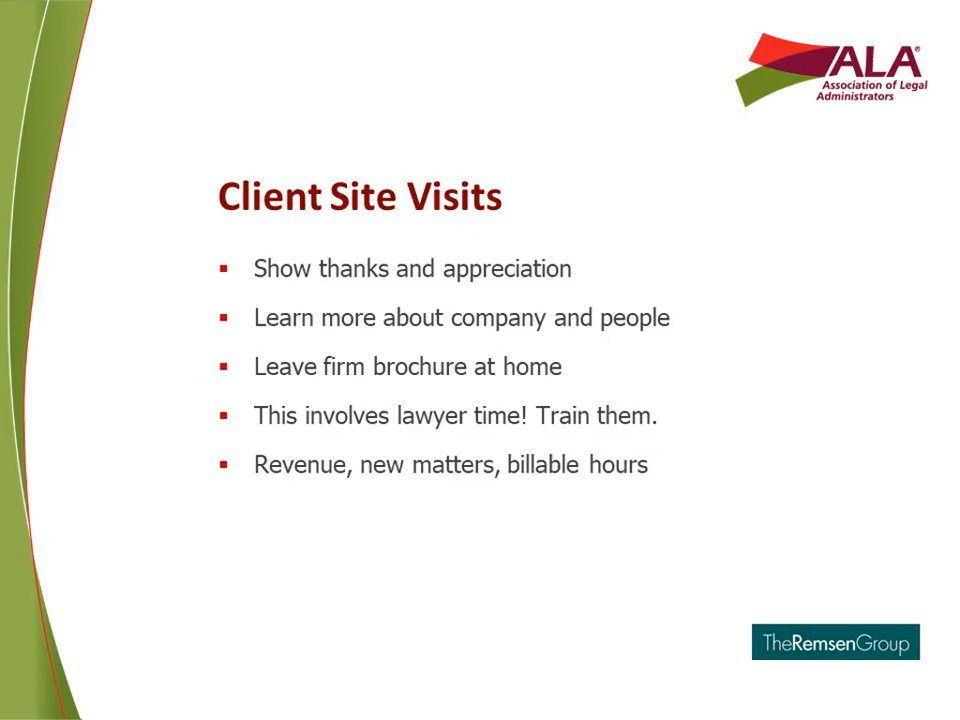 ALA®
Association of Legal
Administrators
Client Site Visits
▪ Show thanks and appreciation
▪ Learn more about company and people
▪ Leave firm brochure at home
▪ This involves lawyer time! Train them.
▪ Revenue, new matters, billable hours
TheRemsenGroup